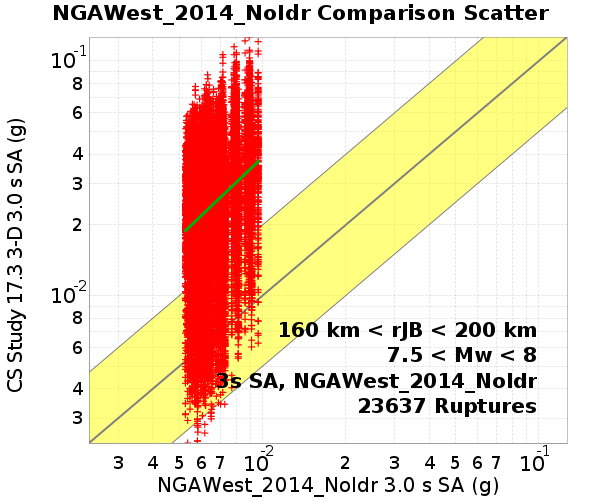 NGAWest_2014_NoIdr Comparison Scatter
CS Study 17.3 3-D 3.0 s SA (g)
10-1
8
6
4
3
2
10-2
8
6
5
4
3
160 km < rJB < 200 km
7.5 < Mw < 8
3s SA, NGAWest_2014_NoIdr
23637 Ruptures
3 4 5 6 7 10-2 2 3 4 5 6 7 10-1
NGAWest_2014_NoIdr 3.0 s SA (g)